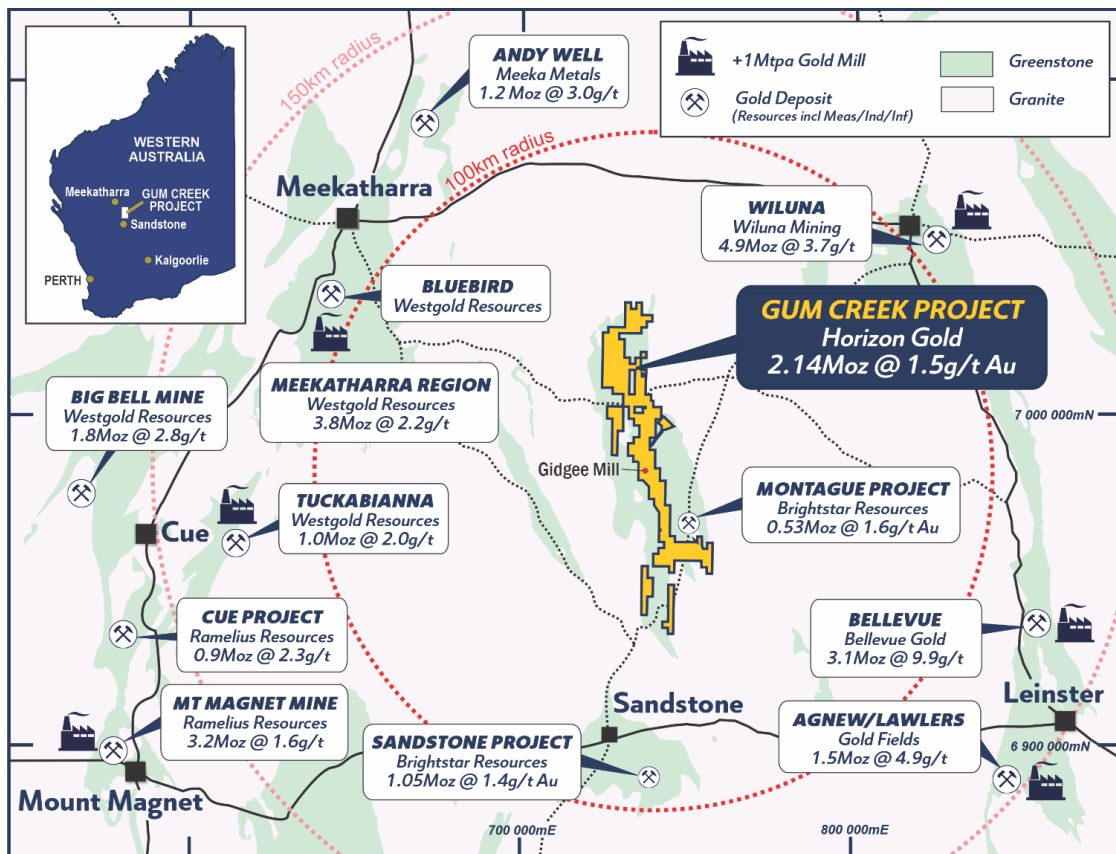 WESTERN
AUSTRALIA
Meekatharra
GUM CREEK
PROJECT
Sandstone
Kalgoorlie
PERTH
150km radius
100km radius
ANDY WELL
Meeka Metals
1.2 Moz @ 3.0g/t
+1Mtpa Gold Mill
Gold Deposit
(Resources incl Meas/Ind/Inf)
Greenstone
Granite
Meekatharra
WILUNA
Wiluna Mining
4.9Moz @ 3.7g/t
BLUEBIRD
Westgold Resources
GUM CREEK PROJECT
Horizon Gold
2.14Moz @ 1.5g/t Au
MEEKATHARRA REGION
Westgold Resources
3.8Moz @ 2.2g/t
BIG BELL MINE
Westgold Resources
1.8Moz @ 2.8g/t
7 000 000mN
Gidgee Mill
MONTAGUE PROJECT
Brightstar Resources
0.53Moz @ 1.6g/t Au
TUCKABIANNA
Westgold Resources
1.0Moz @ 2.0g/t
Cue
CUE PROJECT
Ramelius Resources
0.9Moz @ 2.3g/t
BELLEVUE
Bellevue Gold
3.1Moz @ 9.9g/t
MT MAGNET MINE
Ramelius Resources
3.2Moz @ 1.6g/t
Sandstone
Leinster
SANDSTONE PROJECT
Brightstar Resources
1.05Moz @ 1.4g/t Au
AGNEW/LAWLERS
Gold Fields
1.5Moz @ 4.9g/t
6 900 000mN
Mount Magnet
700 000mE
800 000mE